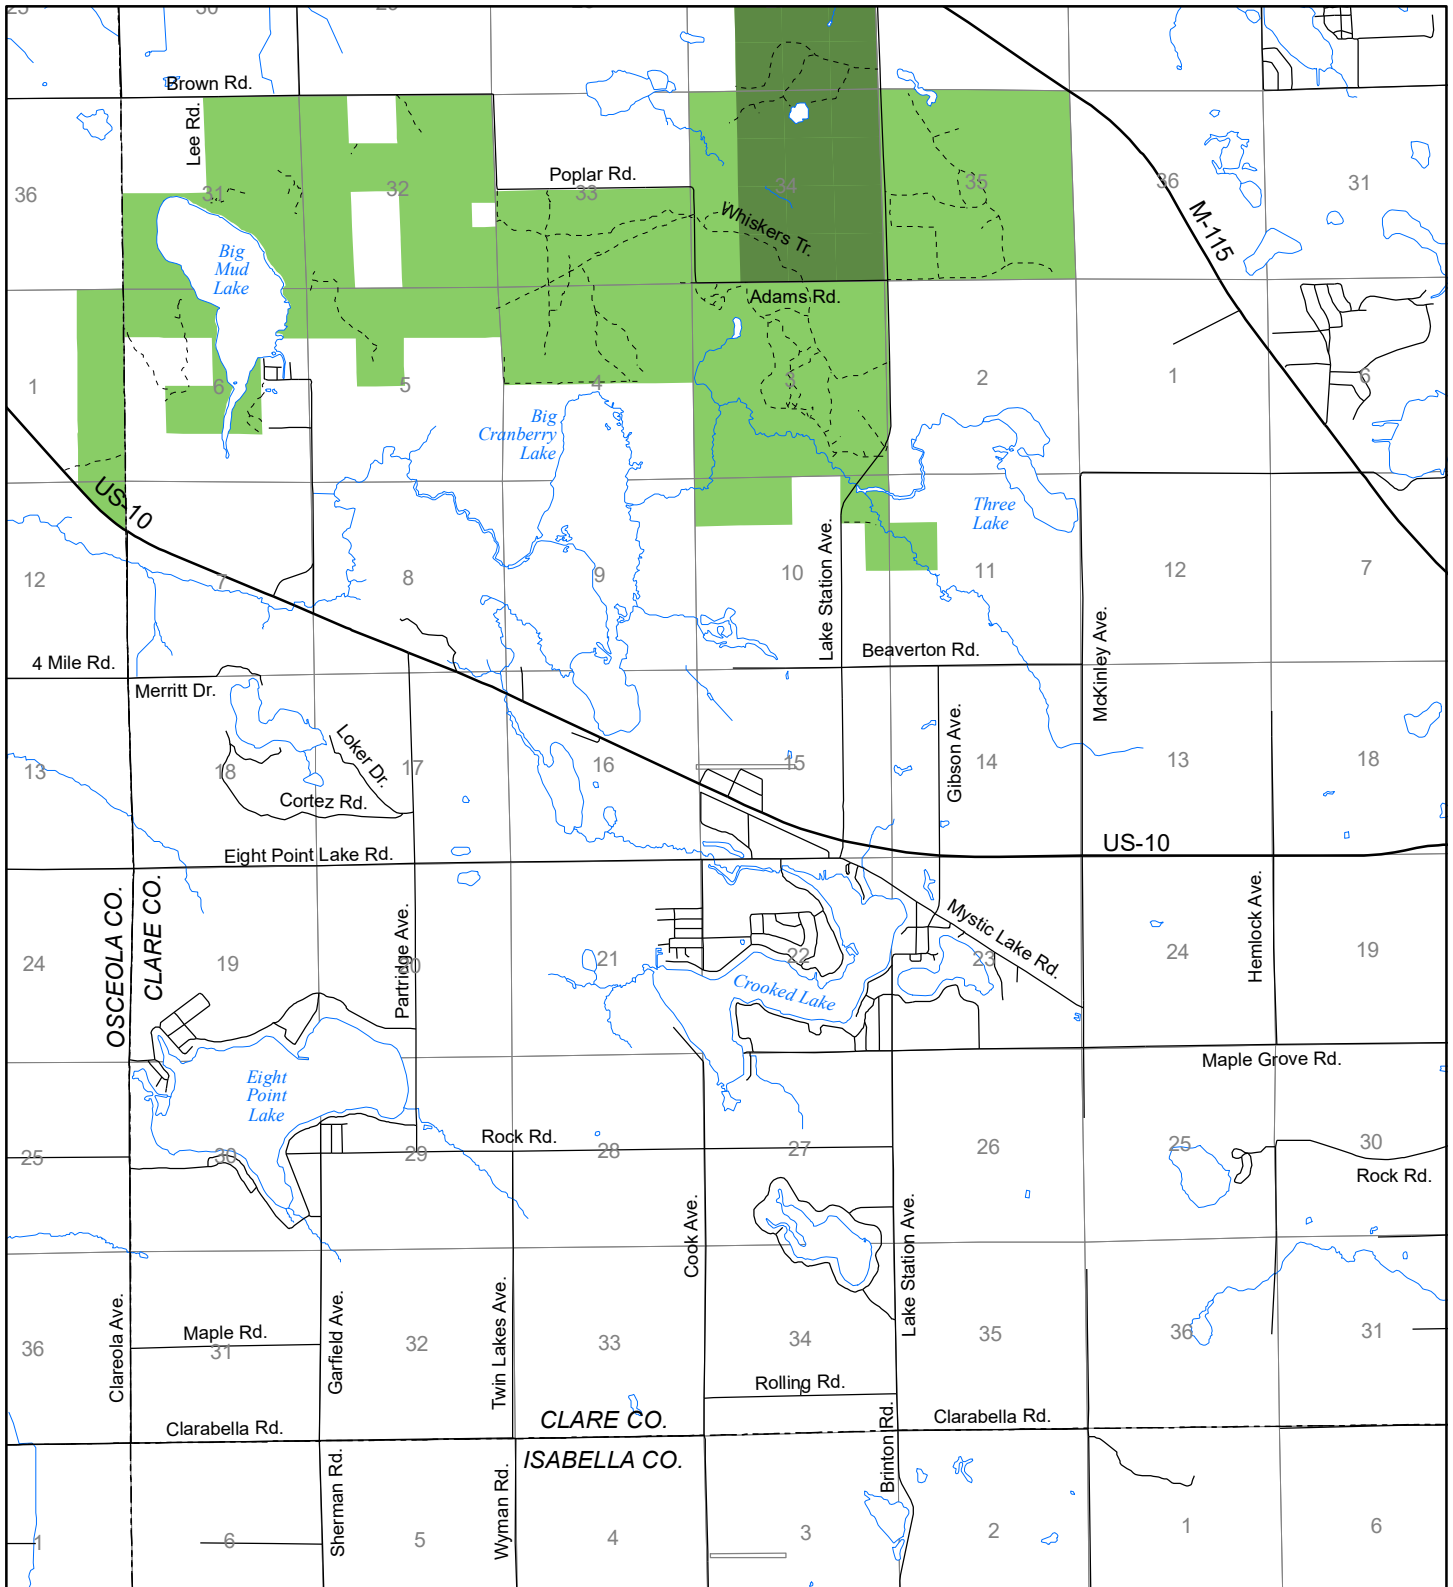 25
30
29
Brown Rd.
Lee Rd.
36
31
32
Poplar Rd.
33
34
35
36
31
Whiskers Tr.
M-115
Big
Mud
Lake
Adams Rd.
1
6
5
4
3
2
1
6
Big
Cranberry
Lake
US-10
Three
Lake
Lake Station Ave.
12
7
8
9
10
11
12
7
McKinley Ave.
4 Mile Rd.
Beaverton Rd.
Merritt Dr.
Loker Dr.
Gibson Ave.
13
18
17
16
15
14
13
18
Cortez Rd.
Eight Point Lake Rd.
US-10
OSCEOLA CO.
CLARE CO.
Partridge Ave.
Mystic Lake Rd.
Hemlock Ave.
24
19
20
21
22
23
24
19
Crooked Lake
Maple Grove Rd.
Eight
Point
Lake
Rock Rd.
25
30
29
28
27
26
25
30
Rock Rd.
Cook Ave.
Lake Station Ave.
Clareola Ave.
Garfield Ave.
Twin Lakes Ave.
Maple Rd.
36
31
32
33
34
35
36
31
Rolling Rd.
Clarabella Rd.
CLARE CO.
Clarabella Rd.
ISABELLA CO.
Brinton Rd.
Sherman Rd.
Wyman Rd.
1
6
5
4
3
2
1
6